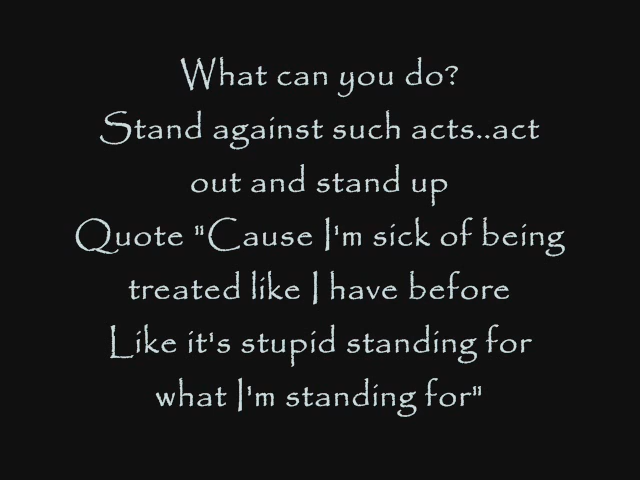 What can you do?
Stand against such acts..act
out and stand up
Quote "Cause I'm sick of being
treated like I have before
Like it's stupid standing for
what I'm standing for"